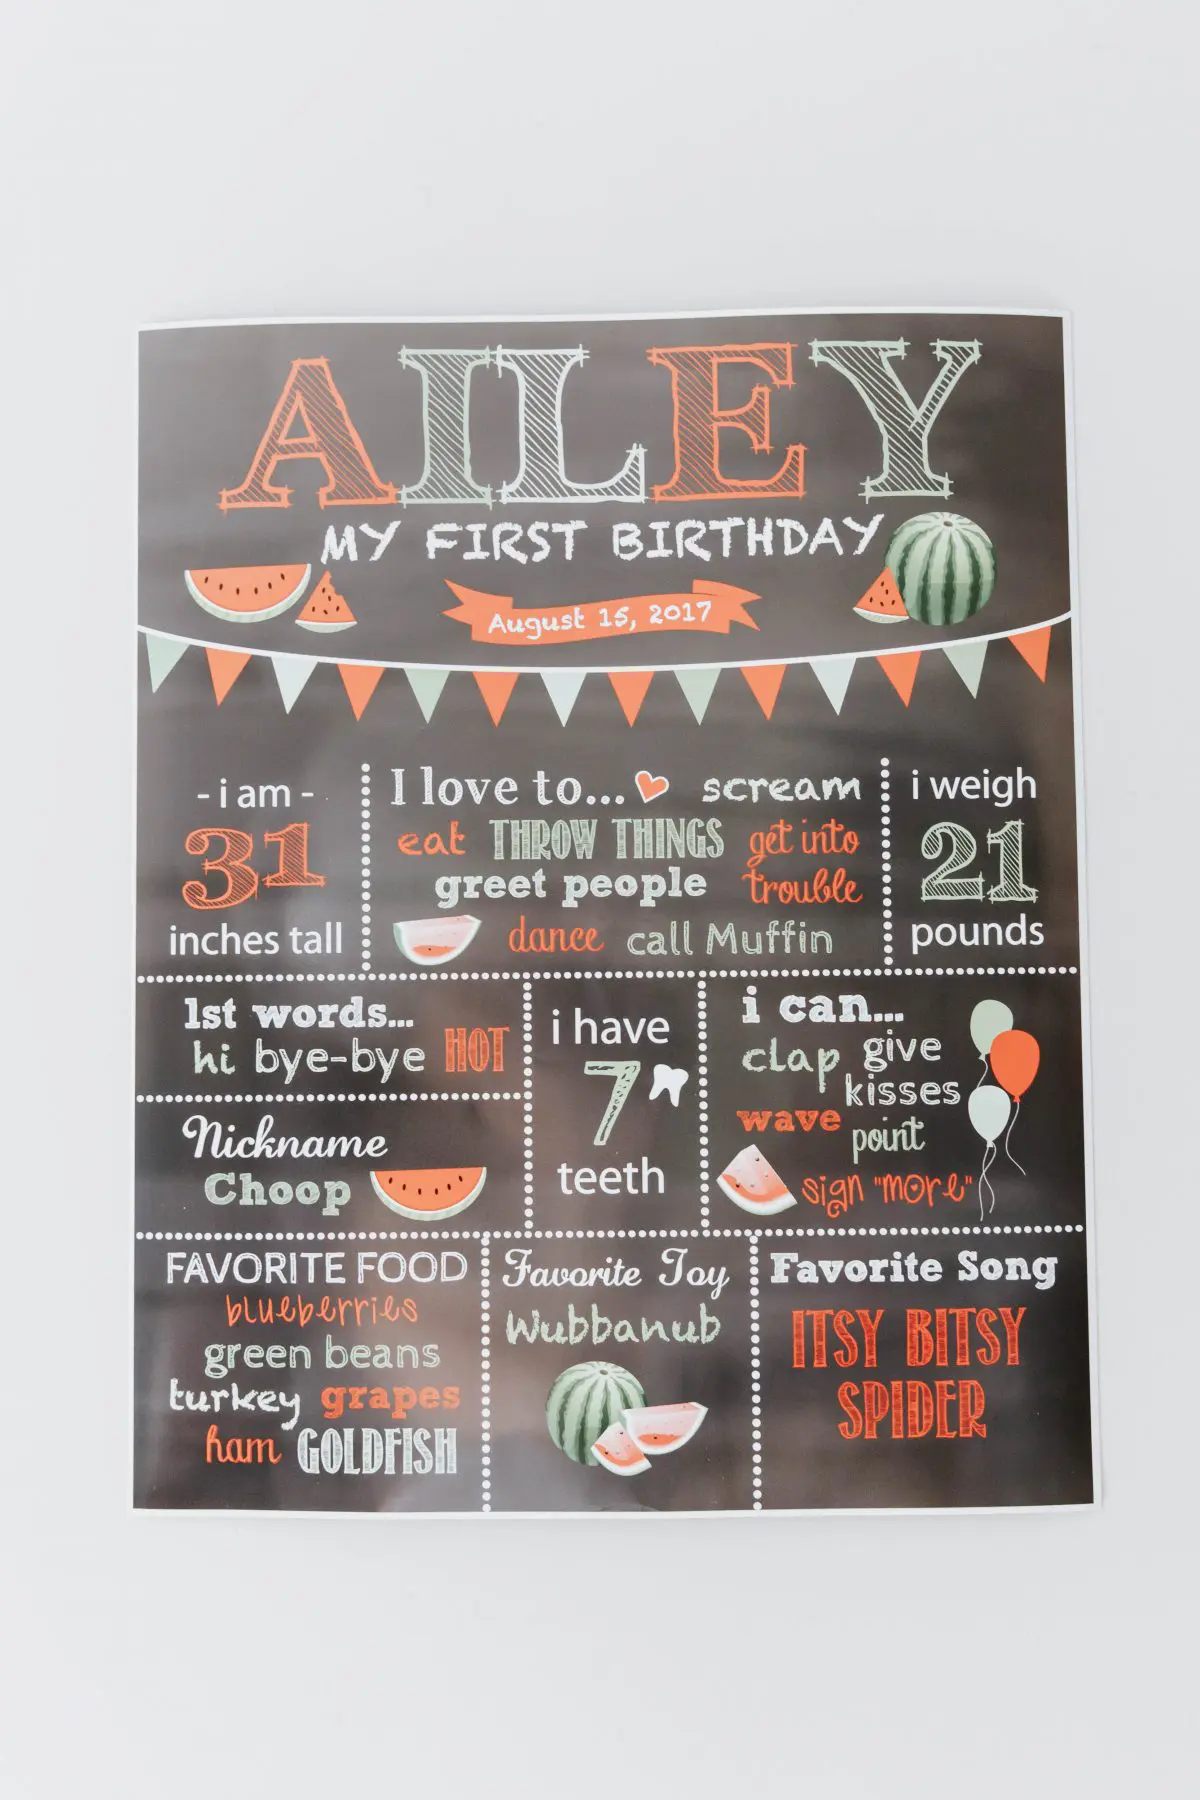 AILEY
MY FIRST BIRTHDAY
August 15, 2017
- i am -
31
inches tall
I love to... scream
eat THROW THINGS get into
greet people trouble
dance call Muffin
i weigh
21
pounds
1st words...
hi bye-bye HOT
Nickname
Choop
i have
7
teeth
i can...
clap give
kisses
wave point
sign "more"
FAVORITE FOOD
blueberries
green beans
turkey grapes
ham GOLDFISH
Favorite Toy
Wubbanub
Favorite Song
ITSY BITSY
SPIDER